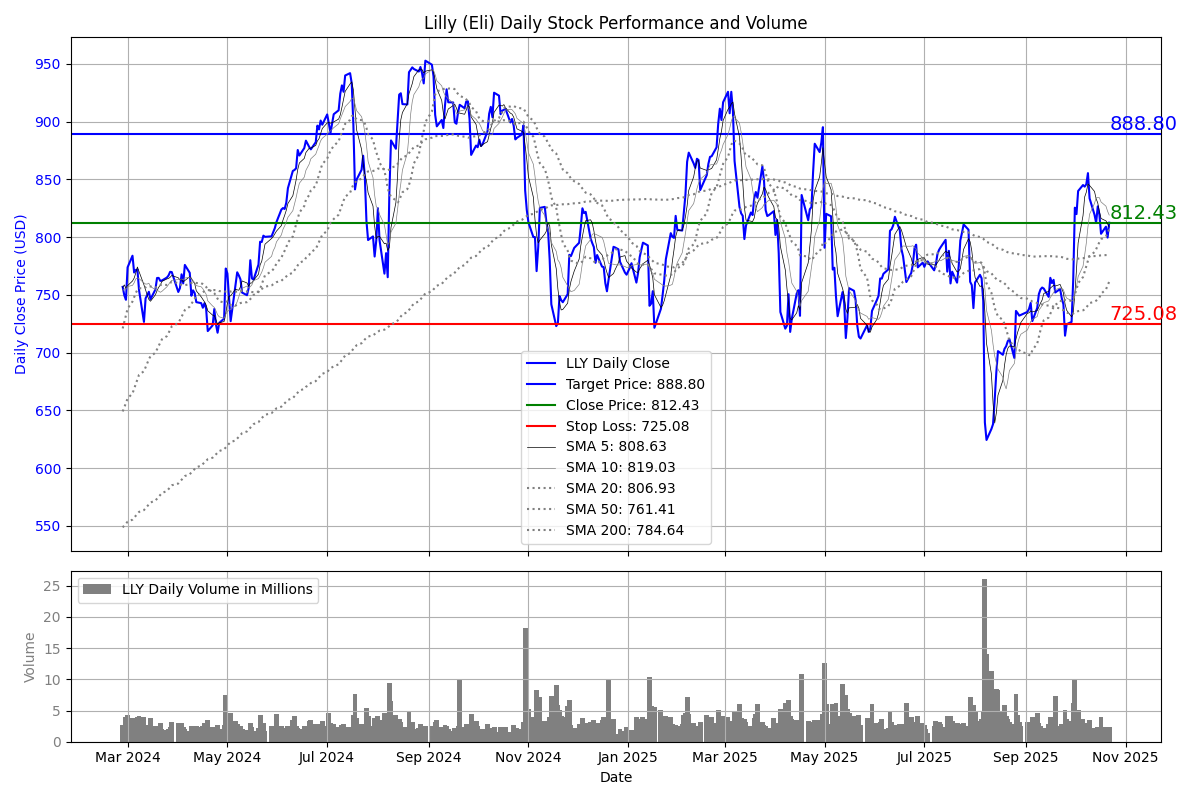 Lilly (Eli) Daily Stock Performance and Volume
Daily Close Price (USD)
950
900
850
800
750
700
650
600
550
888.80
812.43
725.08
LLY Daily Close
Target Price: 888.80
Close Price: 812.43
Stop Loss: 725.08
SMA 5: 808.63
SMA 10: 819.03
SMA 20: 806.93
SMA 50: 761.41
SMA 200: 784.64
Volume
25
20
15
10
5
0
LLY Daily Volume in Millions
Mar 2024 May 2024 Jul 2024 Sep 2024 Nov 2024 Jan 2025 Mar 2025 May 2025 Jul 2025 Sep 2025 Nov 2025
Date